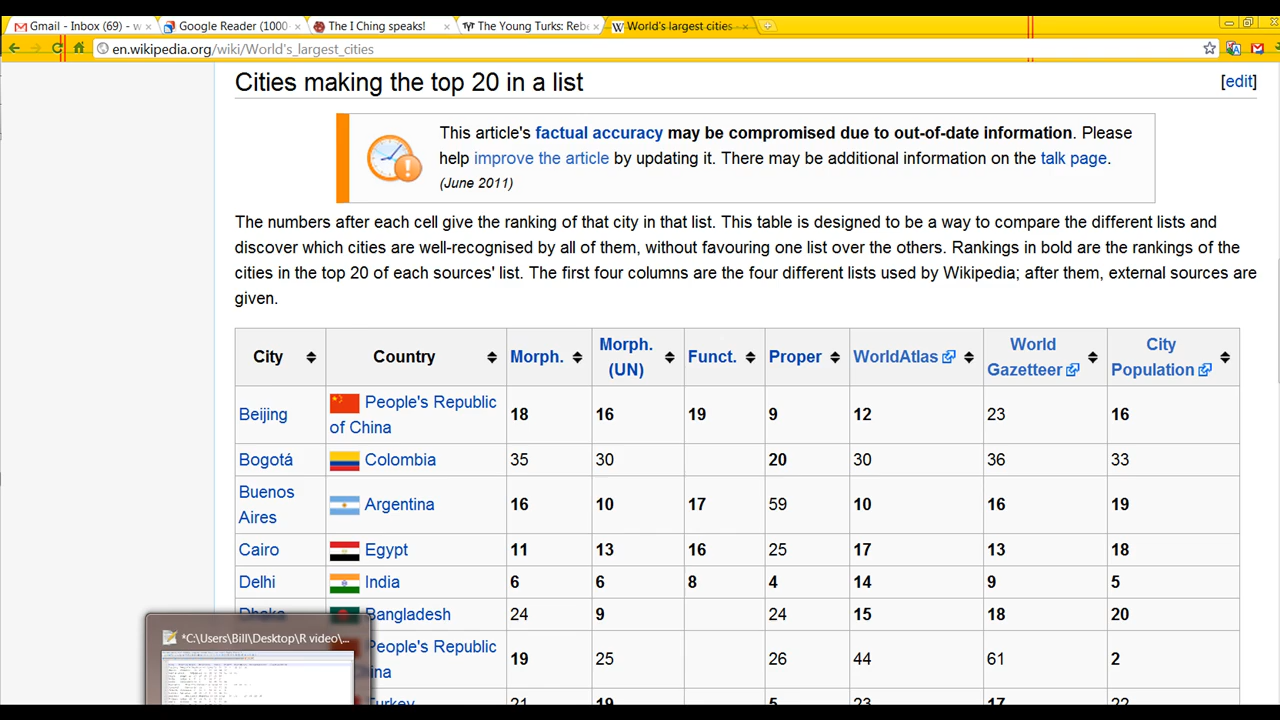 Gmail - Inbox (69) - w
Google Reader (1000
The I Ching speaks!
The Young Turks: Rebe
World's largest cities
en.wikipedia.org/wiki/World's_largest_cities
Cities making the top 20 in a list
[edit]
This article's factual accuracy may be compromised due to out-of-date information. Please
help improve the article by updating it. There may be additional information on the talk page.
(June 2011)
The numbers after each cell give the ranking of that city in that list. This table is designed to be a way to compare the different lists and
discover which cities are well-recognised by all of them, without favouring one list over the others. Rankings in bold are the rankings of the
cities in the top 20 of each sources' list. The first four columns are the four different lists used by Wikipedia; after them, external sources are
given.
City Country Morph. Morph. (UN) Funct. Proper WorldAtlas World Gazetteer City Population
Beijing People's Republic of China 18 16 19 9 12 23 16
Bogotá Colombia 35 30 20 30 36 33
Buenos Aires Argentina 16 10 17 59 10 16 19
Cairo Egypt 11 13 16 25 17 13 18
Delhi India 6 6 8 4 14 9 5
Dhaka Bangladesh 24 9 24 15 18 20
*C:\Users\Bill\Desktop\R video\...
People's Republic
ina 19 25 26 44 61 2
Turkey 21 19 5 23 17 22